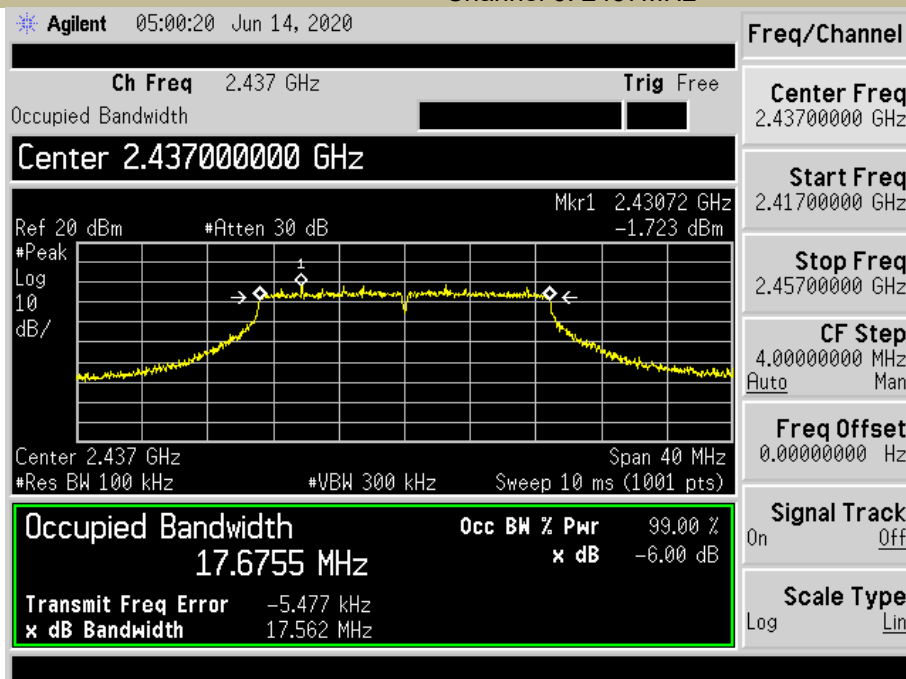 Agilent 05:00:20 Jun 14, 2020
Freq/Channel
Ch Freq 2.437 GHz Trig Free
Occupied Bandwidth
Center Freq
2.43700000 GHz
Center 2.437000000 GHz
Start Freq
2.41700000 GHz
Mkr1 2.43072 GHz
Ref 20 dBm #Atten 30 dB -1.723 dBm
#Peak
Log
10
dB/
1
Stop Freq
2.45700000 GHz
CF Step
4.00000000 MHz
Auto Man
Freq Offset
0.00000000 Hz
Center 2.437 GHz Span 40 MHz
#Res BW 100 kHz #VBW 300 kHz Sweep 10 ms (1001 pts)
Signal Track
On Off
Occupied Bandwidth Occ BW % Pwr 99.00 %
17.6755 MHz x dB -6.00 dB
Transmit Freq Error -5.477 kHz
x dB Bandwidth 17.562 MHz
Scale Type
Log Lin